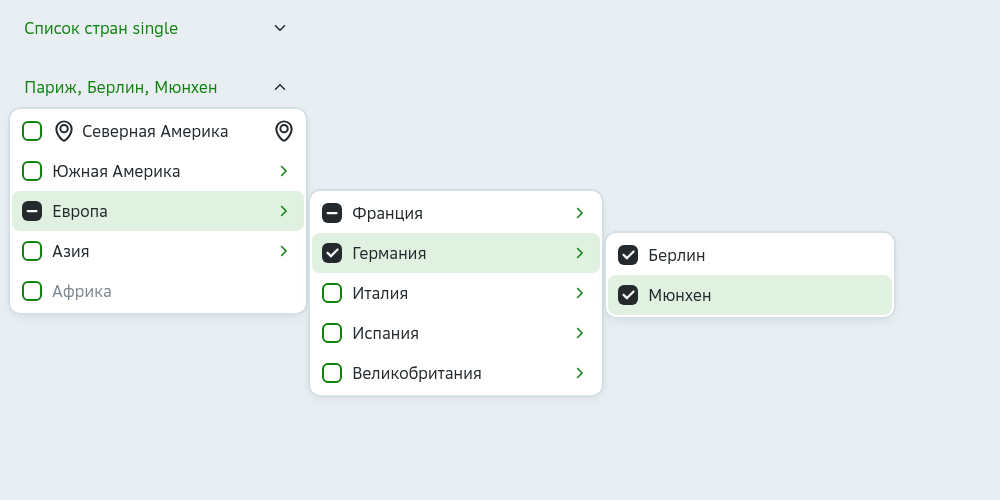 Список стран single
Париж, Берлин, Мюнхен
Северная Америка
Южная Америка
Европа
Азия
Африка
Франция
Германия
Италия
Испания
Великобритания
Берлин
Мюнхен